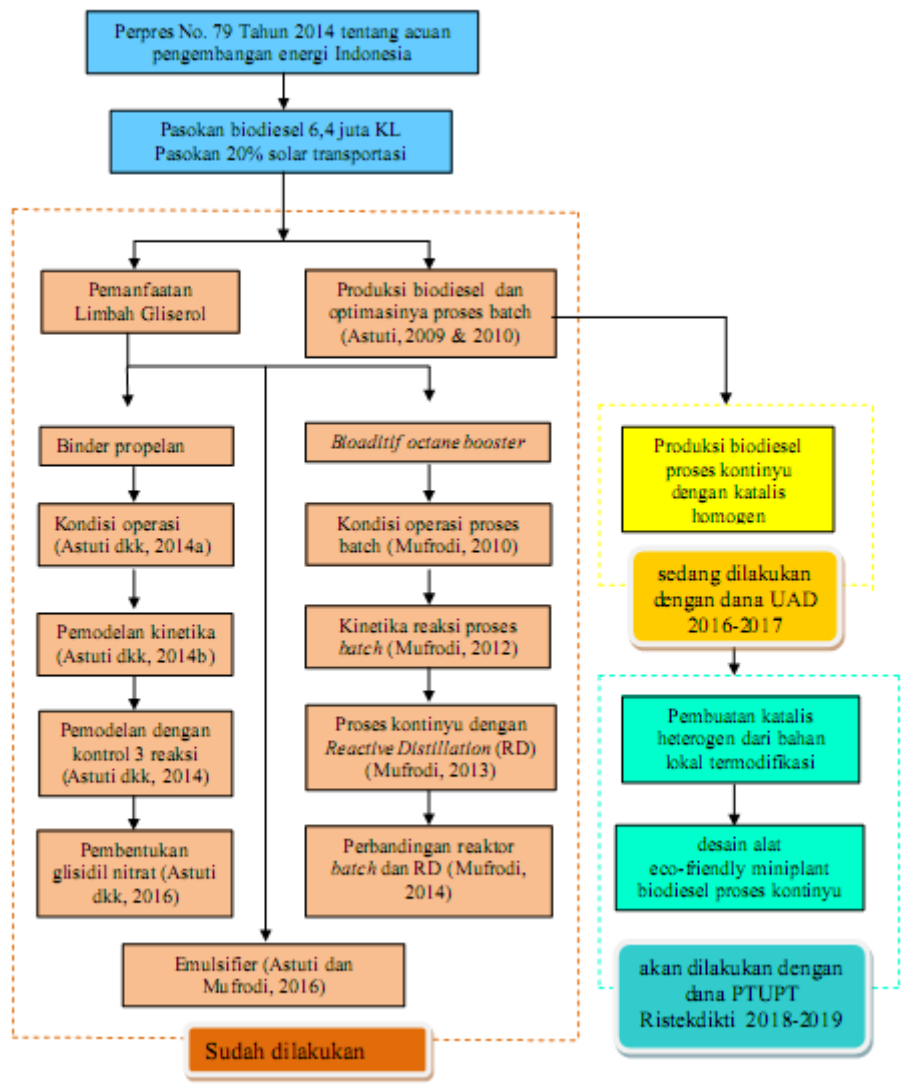 Perpres No. 79 Tahun 2014 tentang acuan
pengembangan energi Indonesia
Pasokan biodiesel 6,4 juta KL
Pasokan 20% solar transportasi
Pemanfaatan
Limbah Gliserol
Produksi biodiesel dan
optimasinya proses batch
(Astuti, 2009 & 2010)
Binder propelan
Kondisi operasi
(Astuti dkk, 2014a)
Pemodelan kinetika
(Astuti dkk, 2014b)
Pemodelan dengan
kontrol 3 reaksi
(Astuti dkk, 2014)
Pembentukan
glisidil nitrat (Astuti
dkk, 2016)
Bioaditif octane booster
Kondisi operasi proses
batch (Mufrodi, 2010)
Kinetika reaksi proses
batch (Mufrodi, 2012)
Proses kontinyu dengan
Reactive Distillation (RD)
(Mufrodi, 2013)
Perbandingan reaktor
batch dan RD (Mufrodi,
2014)
Emulsifier (Astuti dan
Mufrodi, 2016)
Sudah dilakukan
Produksi biodiesel
proses kontinyu
dengan katalis
homogen
sedang dilakukan
dengan dana UAD
2016-2017
Pembuatan katalis
heterogen dari bahan
lokal termodifikasi
desain alat
eco-friendly miniplant
biodiesel proses kontinyu
akan dilakukan dengan
dana PTUPT
Ristekdikti 2018-2019